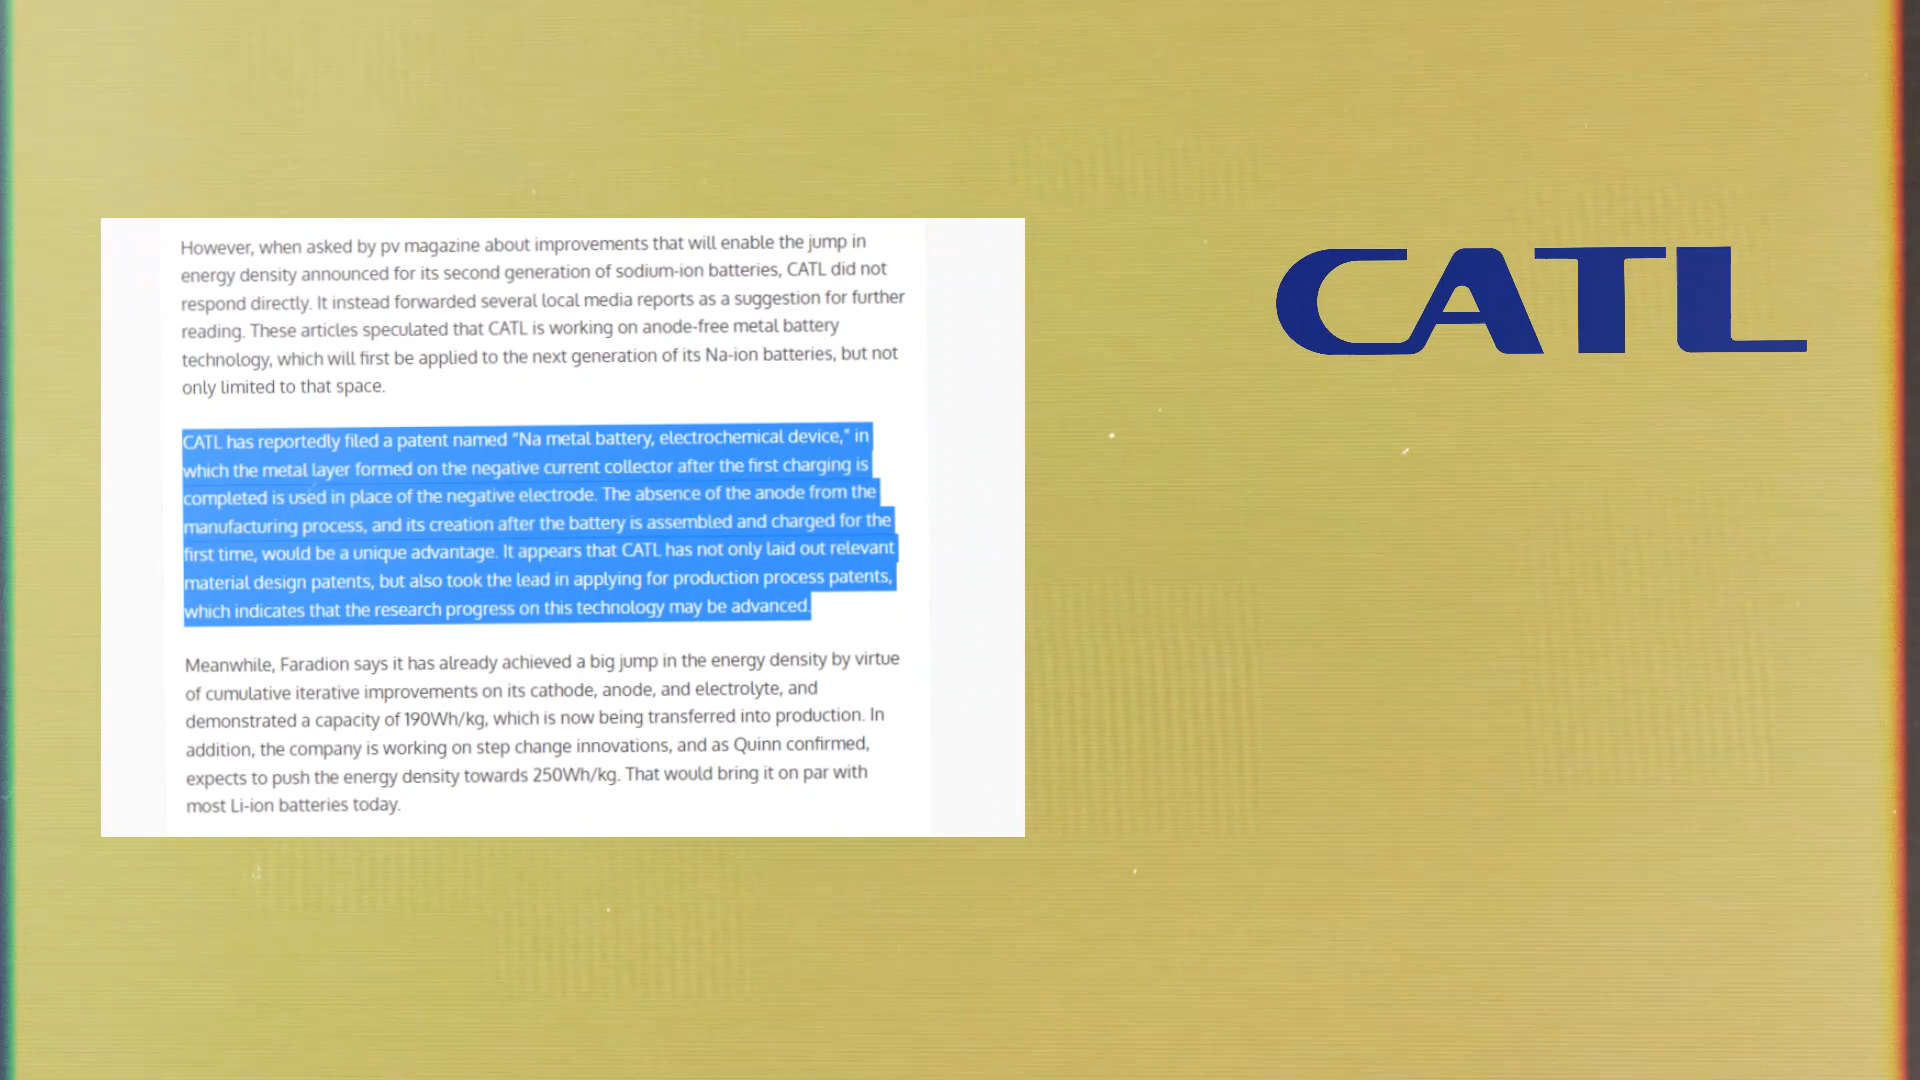 However, when asked by pv magazine about improvements that will enable the jump in
energy density announced for its second generation of sodium-ion batteries, CATL did not
respond directly. It instead forwarded several local media reports as a suggestion for further
reading. These articles speculated that CATL is working on anode-free metal battery
technology, which will first be applied to the next generation of its Na-ion batteries, but not
only limited to that space.
CATL has reportedly filed a patent named "Na metal battery, electrochemical device," in
which the metal layer formed on the negative current collector after the first charging is
completed is used in place of the negative electrode. The absence of the anode from the
manufacturing process, and its creation after the battery is assembled and charged for the
first time, would be a unique advantage. It appears that CATL has not only laid out relevant
material design patents, but also took the lead in applying for production process patents,
which indicates that the research progress on this technology may be advanced.
Meanwhile, Faradion says it has already achieved a big jump in the energy density by virtue
of cumulative iterative improvements on its cathode, anode, and electrolyte, and
demonstrated a capacity of 190Wh/kg, which is now being transferred into production. In
addition, the company is working on step change innovations, and as Quinn confirmed,
expects to push the energy density towards 250Wh/kg. That would bring it on par with
most Li-ion batteries today.
CATL